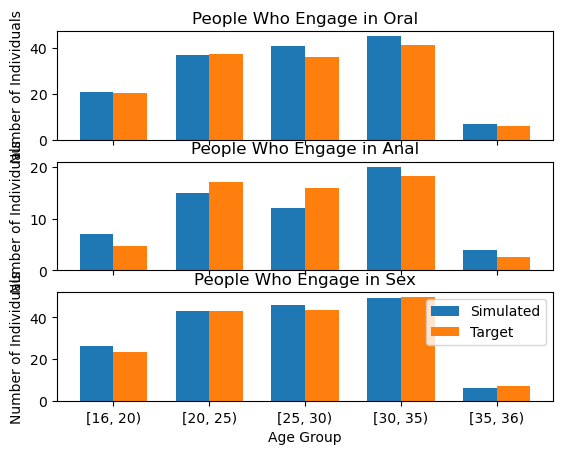 People Who Engage in Oral
Number of Individuals
40
20
0
People Who Engage in Anal
Number of Individuals
20
10
0
People Who Engage in Sex
Number of Individuals
40
20
0
Simulated
Target
[16, 20) [20, 25) [25, 30) [30, 35) [35, 36)
Age Group